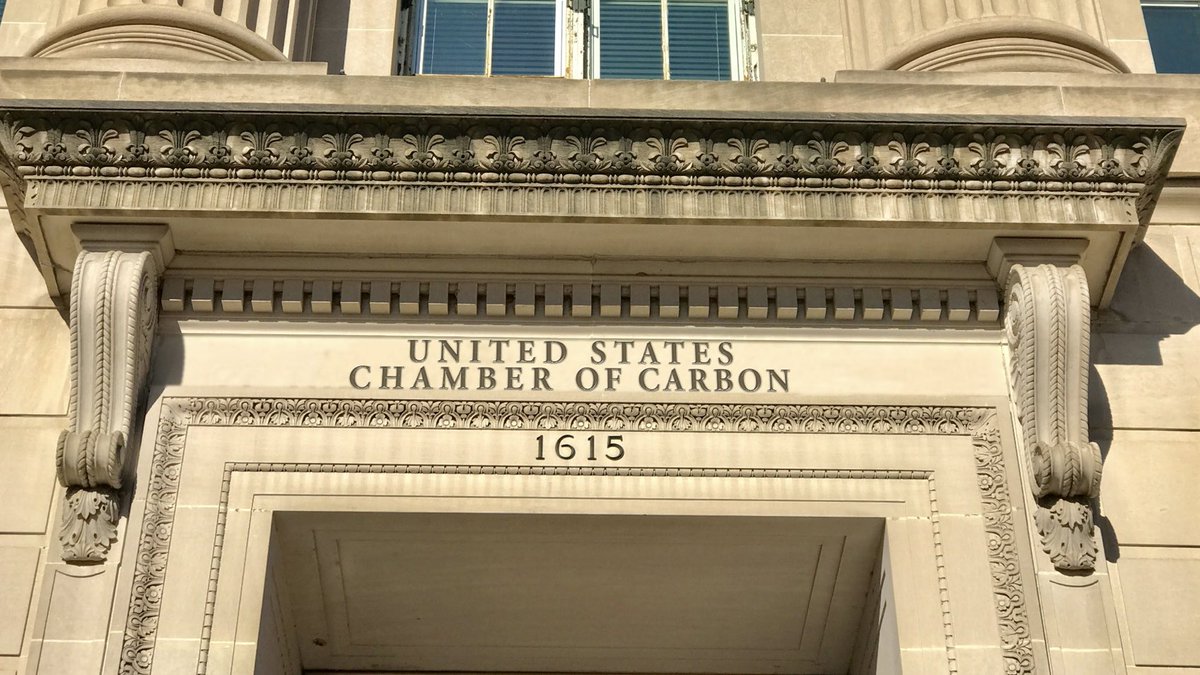 UNITED STATES
CHAMBER OF CARBON
1615